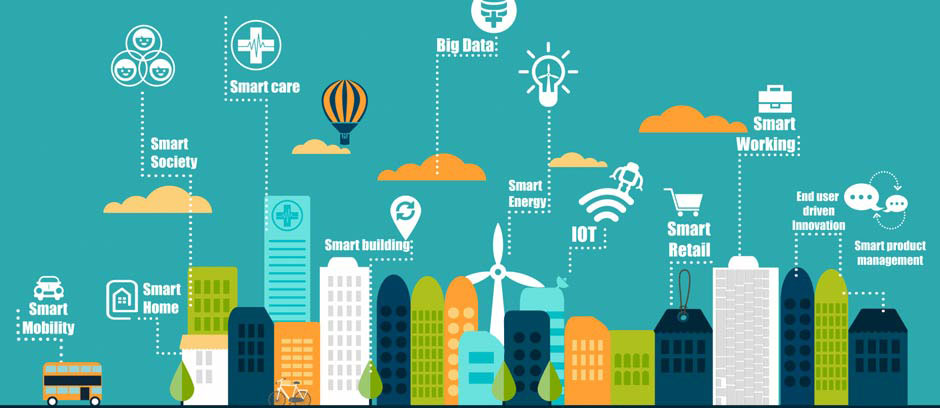 Big Data
Smart care
Smart
Society
Smart
Working
Smart
Energy
End user
driven
Innovation
IOT
Smart
Retail
Smart building
Smart product
management
Smart
Home
Smart
Mobility